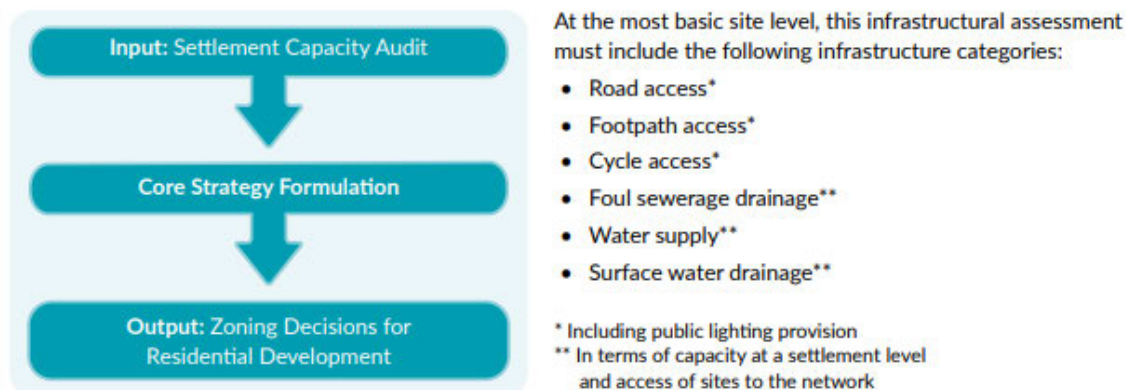 Input: Settlement Capacity Audit
Core Strategy Formulation
Output: Zoning Decisions for
Residential Development
At the most basic site level, this infrastructural assessment
must include the following infrastructure categories:
• Road access*
• Footpath access*
• Cycle access*
• Foul sewerage drainage**
• Water supply**
• Surface water drainage**
* Including public lighting provision
** In terms of capacity at a settlement level
and access of sites to the network